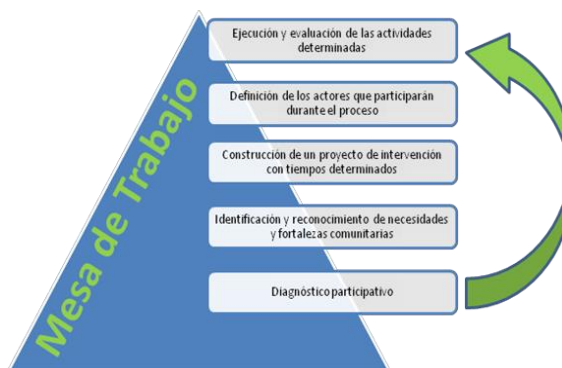 Mesa de Trabajo
Ejecución y evaluación de las actividades
determinadas
Definición de los actores que participarán
durante el proceso
Construcción de un proyecto de intervención
con tiempos determinados
Identificación y reconocimiento de necesidades
y fortalezas comunitarias
Diagnóstico participativo